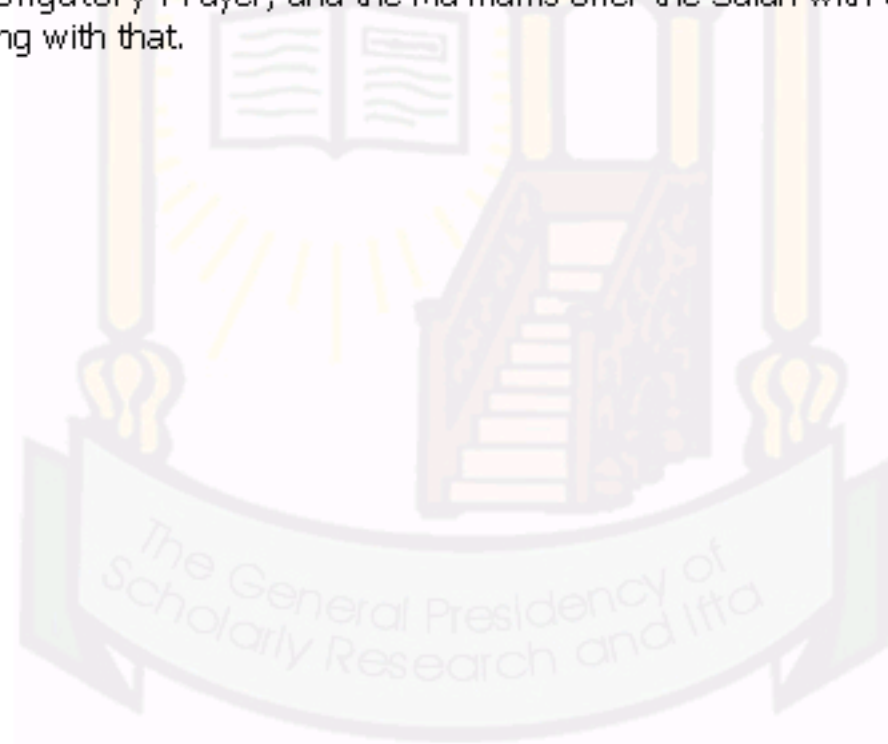 and the Ma'mums offer the Salah with
ng with that.
The General Presidency of
Scholarly Research and Ifta